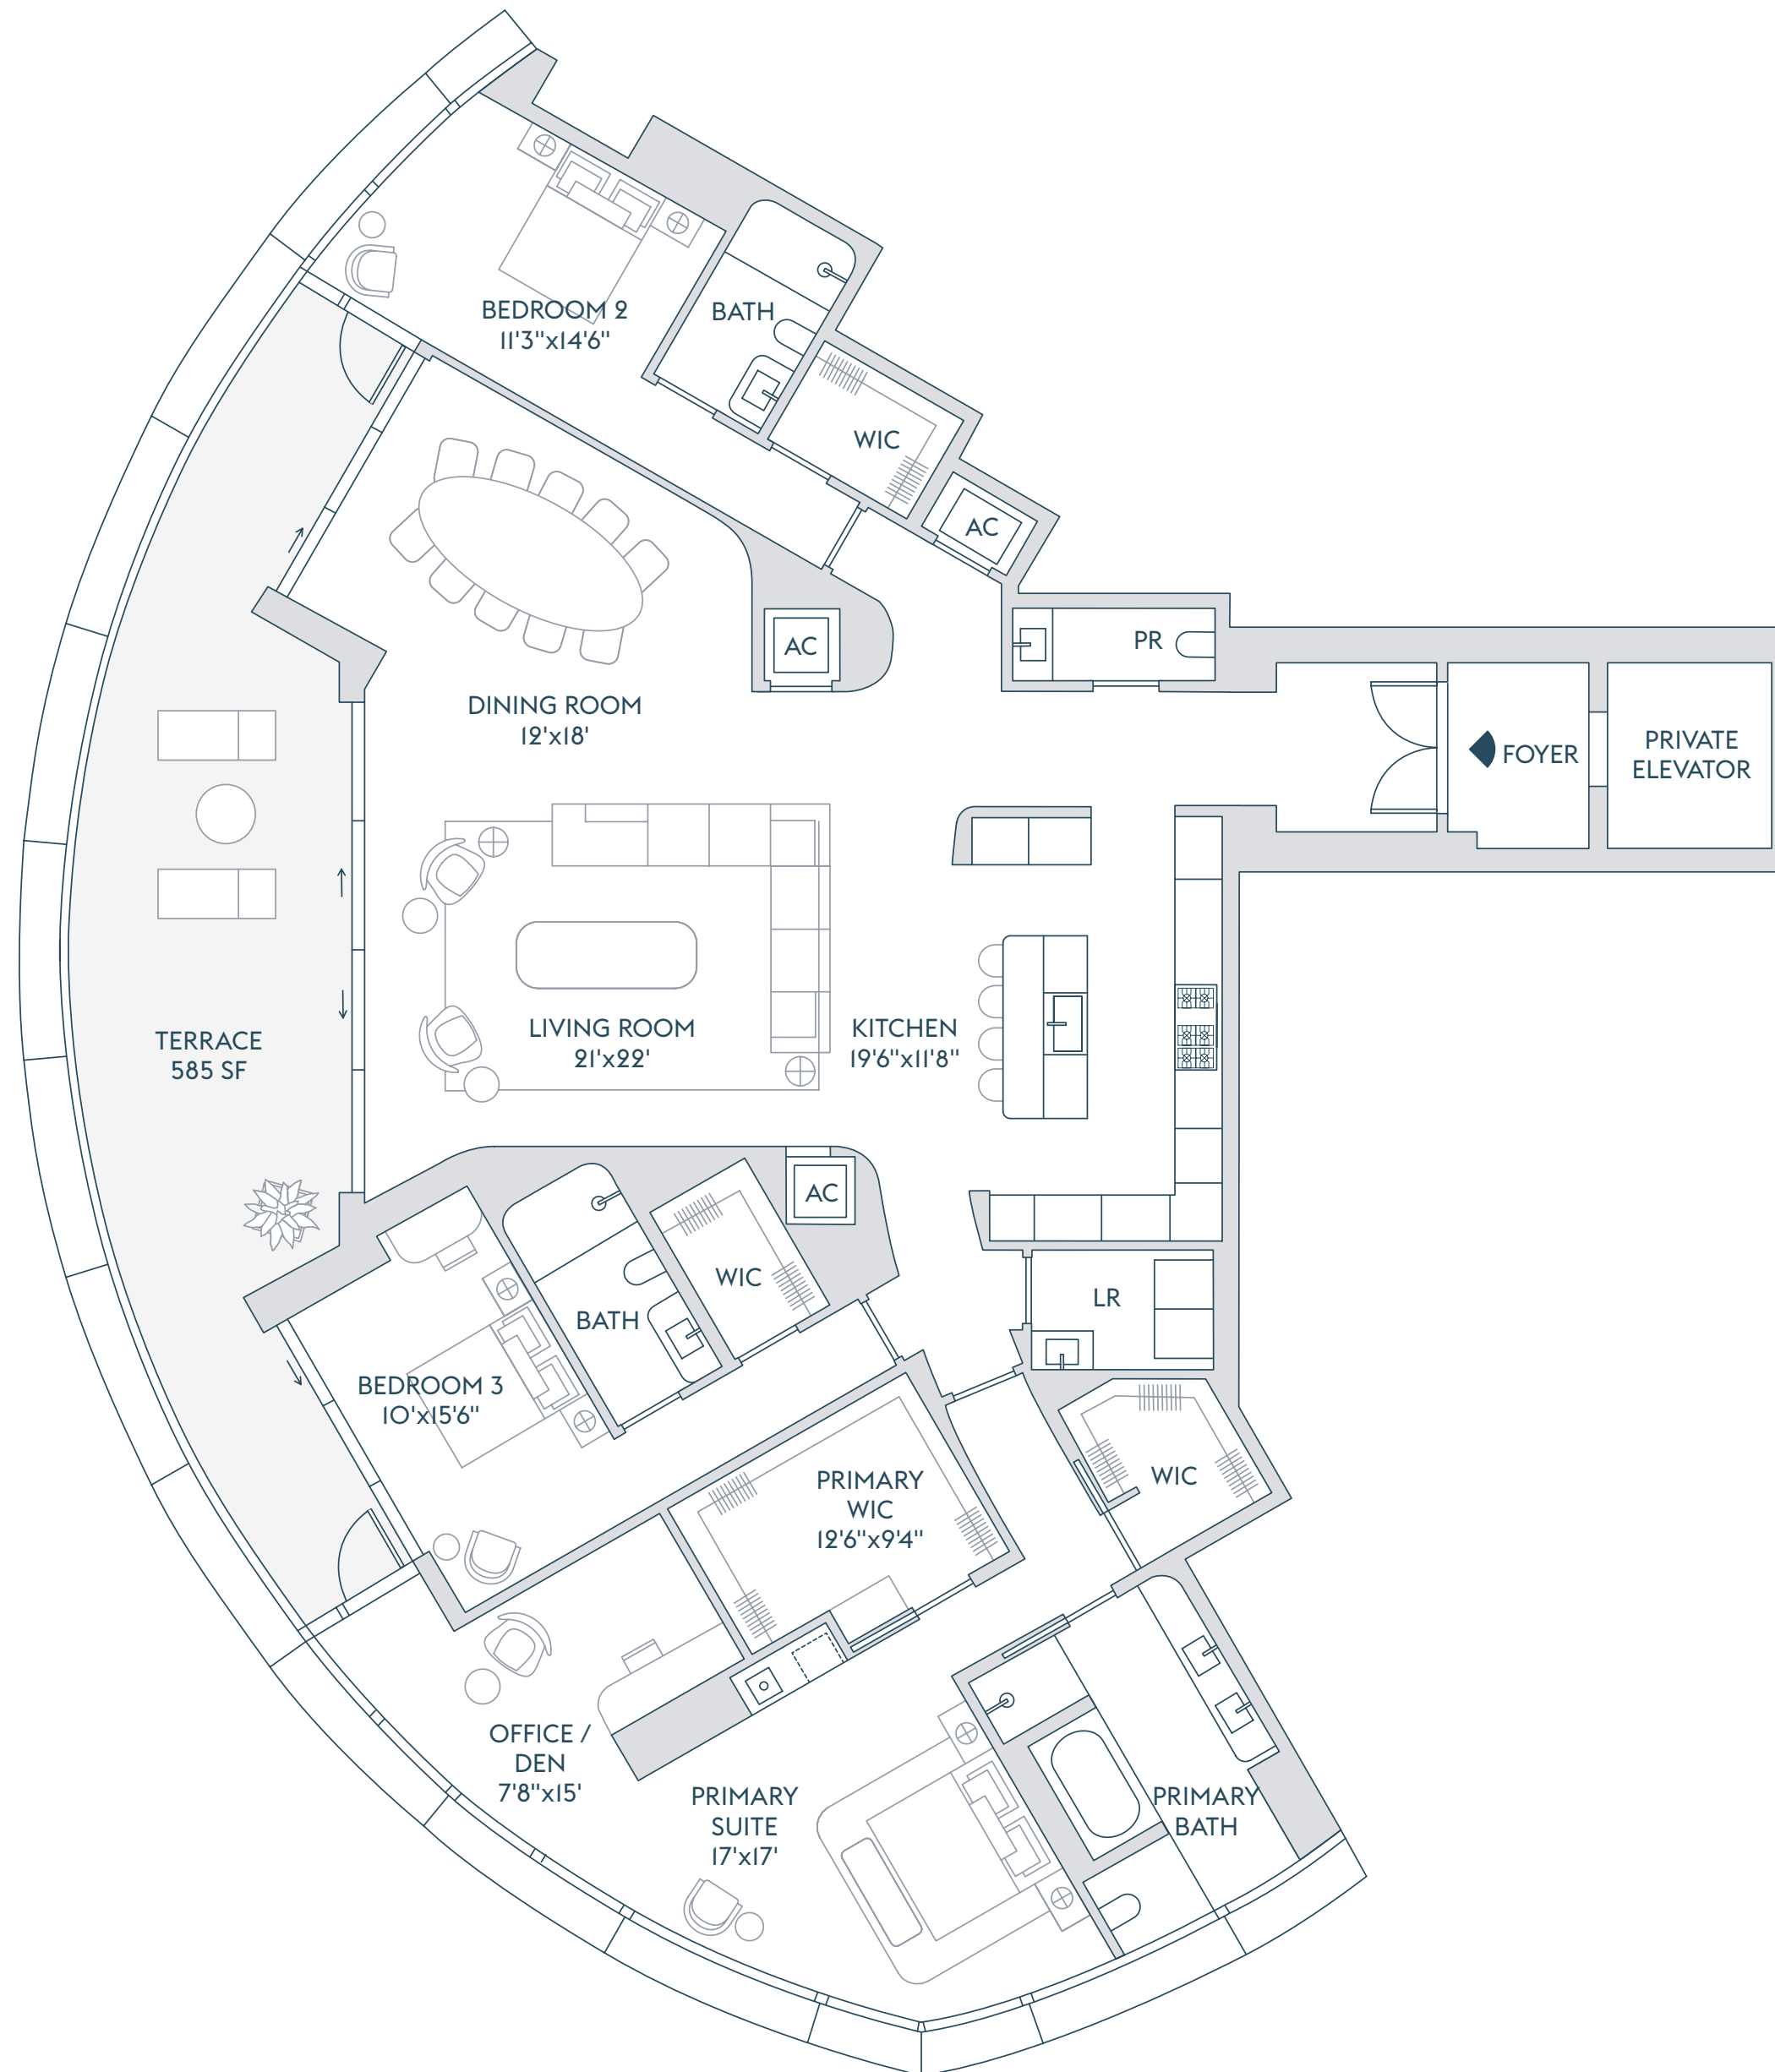 BEDROOM 2
11'3"x14'6"
BATH
WIC
AC
AC
PR
DINING ROOM
12'x18'
FOYER
PRIVATE
ELEVATOR
TERRACE
585 SF
LIVING ROOM
21'x22'
KITCHEN
19'6"x11'8"
AC
WIC
BATH
LR
BEDROOM 3
10'x15'6"
PRIMARY
WIC
12'6"x9'4"
WIC
OFFICE /
DEN
7'8"x15'
PRIMARY
SUITE
17'x17'
PRIMARY
BATH